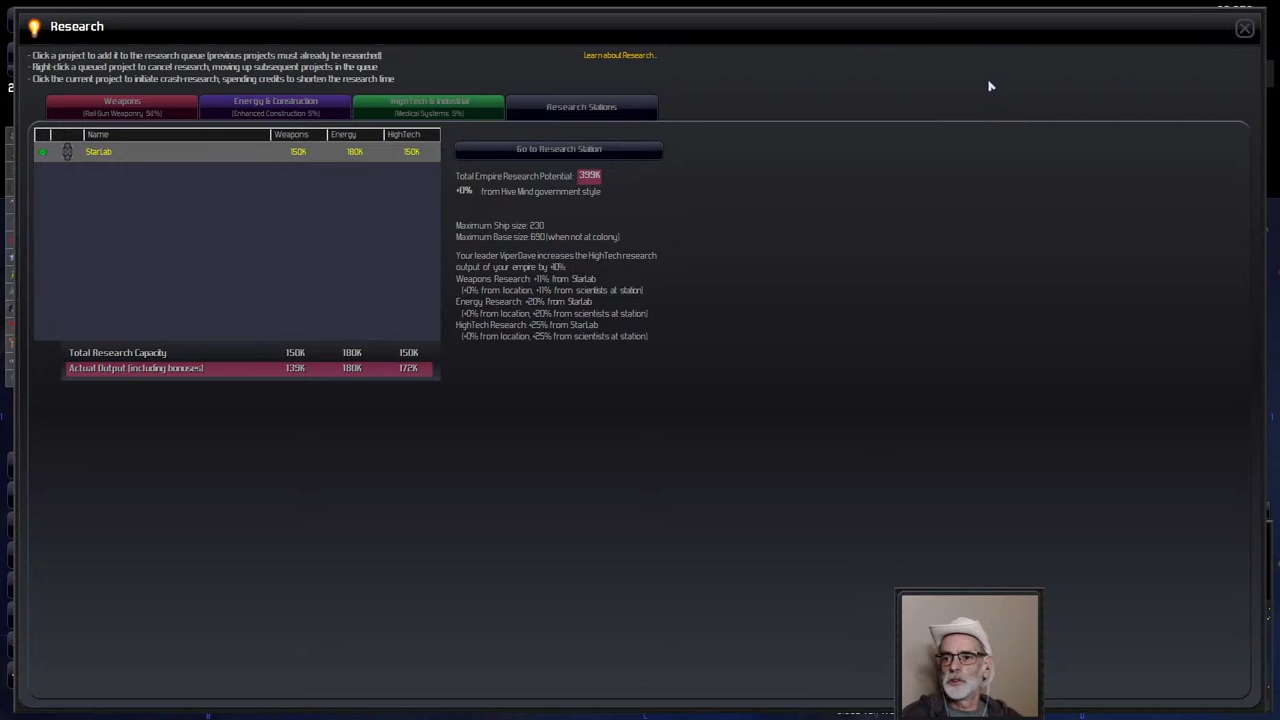 Research
- Click a project to add it to the research queue (previous projects must already be researched)
Learn about Research...
- Right-click a queued project to cancel research, moving up subsequent projects in the queue
- Click the current project to initiate crash-research, spending credits to shorten the research time
Weapons
(Rail Gun Weaponry 94%)
Energy & Construction
(Enhanced Construction 5%)
HighTech & Industrial
(Medical Systems 5%)
Research Stations
Name Weapons Energy HighTech
StarLab 150K 180K 150K
Go to Research Station
Total Empire Research Potential: 399K
+0% from Hive Mind government style
Maximum Ship size: 230
Maximum Base size: 690 (when not at colony)
Your leader ViperDave increases the HighTech research
output of your empire by +10%
Weapons Research: +11% from StarLab
(+0% from location, +11% from scientists at station)
Energy Research: +20% from StarLab
(+0% from location, +20% from scientists at station)
HighTech Research: +25% from StarLab
(+0% from location, +25% from scientists at station)
Total Research Capacity 150K 180K 150K
Actual Output (including bonuses) 139K 180K 172K